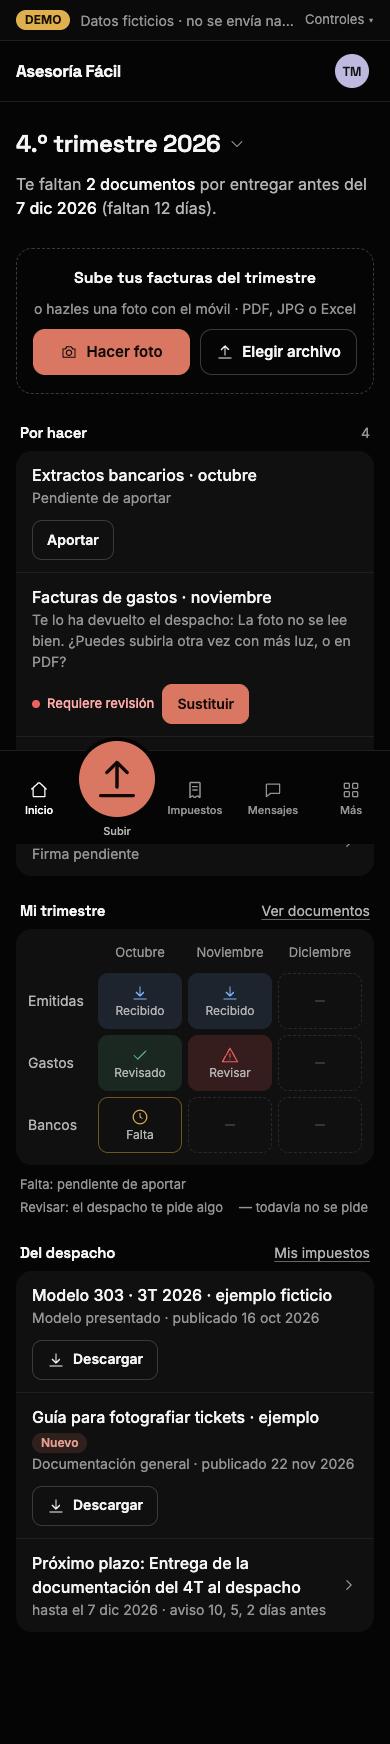 DEMO Datos ficticios · no se envía na... Controles ▾
Asesoría Fácil TM
4.º trimestre 2026
Te faltan 2 documentos por entregar antes del
7 dic 2026 (faltan 12 días).
Sube tus facturas del trimestre
o hazles una foto con el móvil · PDF, JPG o Excel
Hacer foto Elegir archivo
Por hacer 4
Extractos bancarios · octubre
Pendiente de aportar
Aportar
Facturas de gastos · noviembre
Te lo ha devuelto el despacho: La foto no se lee
bien. ¿Puedes subirla otra vez con más luz, o en
PDF?
Requiere revisión Sustituir
Inicio Subir Impuestos Mensajes Más
Firma pendiente
Mi trimestre Ver documentos
Octubre Noviembre Diciembre
Emitidas Recibido Recibido —
Gastos Revisado Revisar —
Bancos Falta — —
Falta: pendiente de aportar
Revisar: el despacho te pide algo — todavía no se pide
Del despacho Mis impuestos
Modelo 303 · 3T 2026 · ejemplo ficticio
Modelo presentado · publicado 16 oct 2026
Descargar
Guía para fotografiar tickets · ejemplo
Nuevo
Documentación general · publicado 22 nov 2026
Descargar
Próximo plazo: Entrega de la
documentación del 4T al despacho
hasta el 7 dic 2026 · aviso 10, 5, 2 días antes